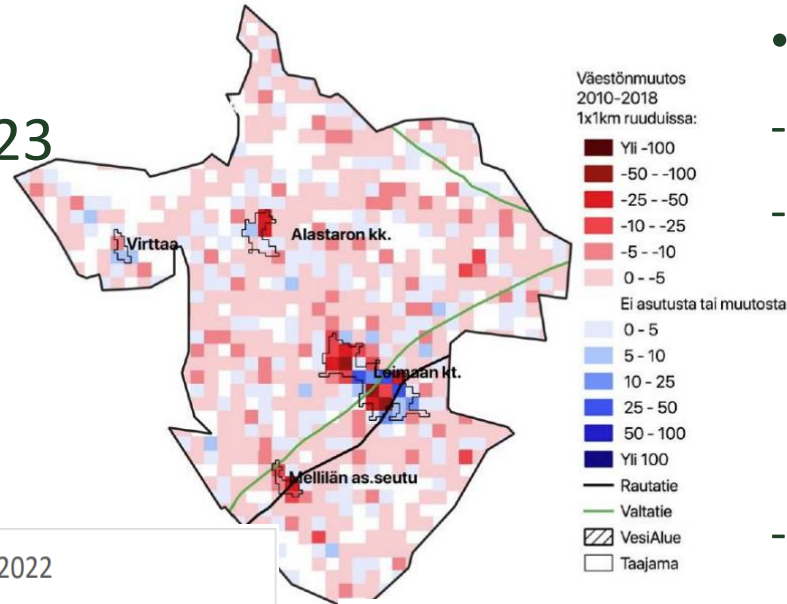 23
Virttaa
Alastaron kk.
Loimaan kt.
Mellilän as.seutu
2022
Väestönmuutos
2010-2018
1x1km ruuduissa:
Yli -100
-50 - -100
-25 - -50
-10 - -25
-5 - -10
0 - -5
Ei asutusta tai muutosta
0 - 5
5 - 10
10 - 25
25 - 50
50 - 100
Yli 100
Rautatie
Valtatie
VesiAlue
Taajama
•
-
-
-